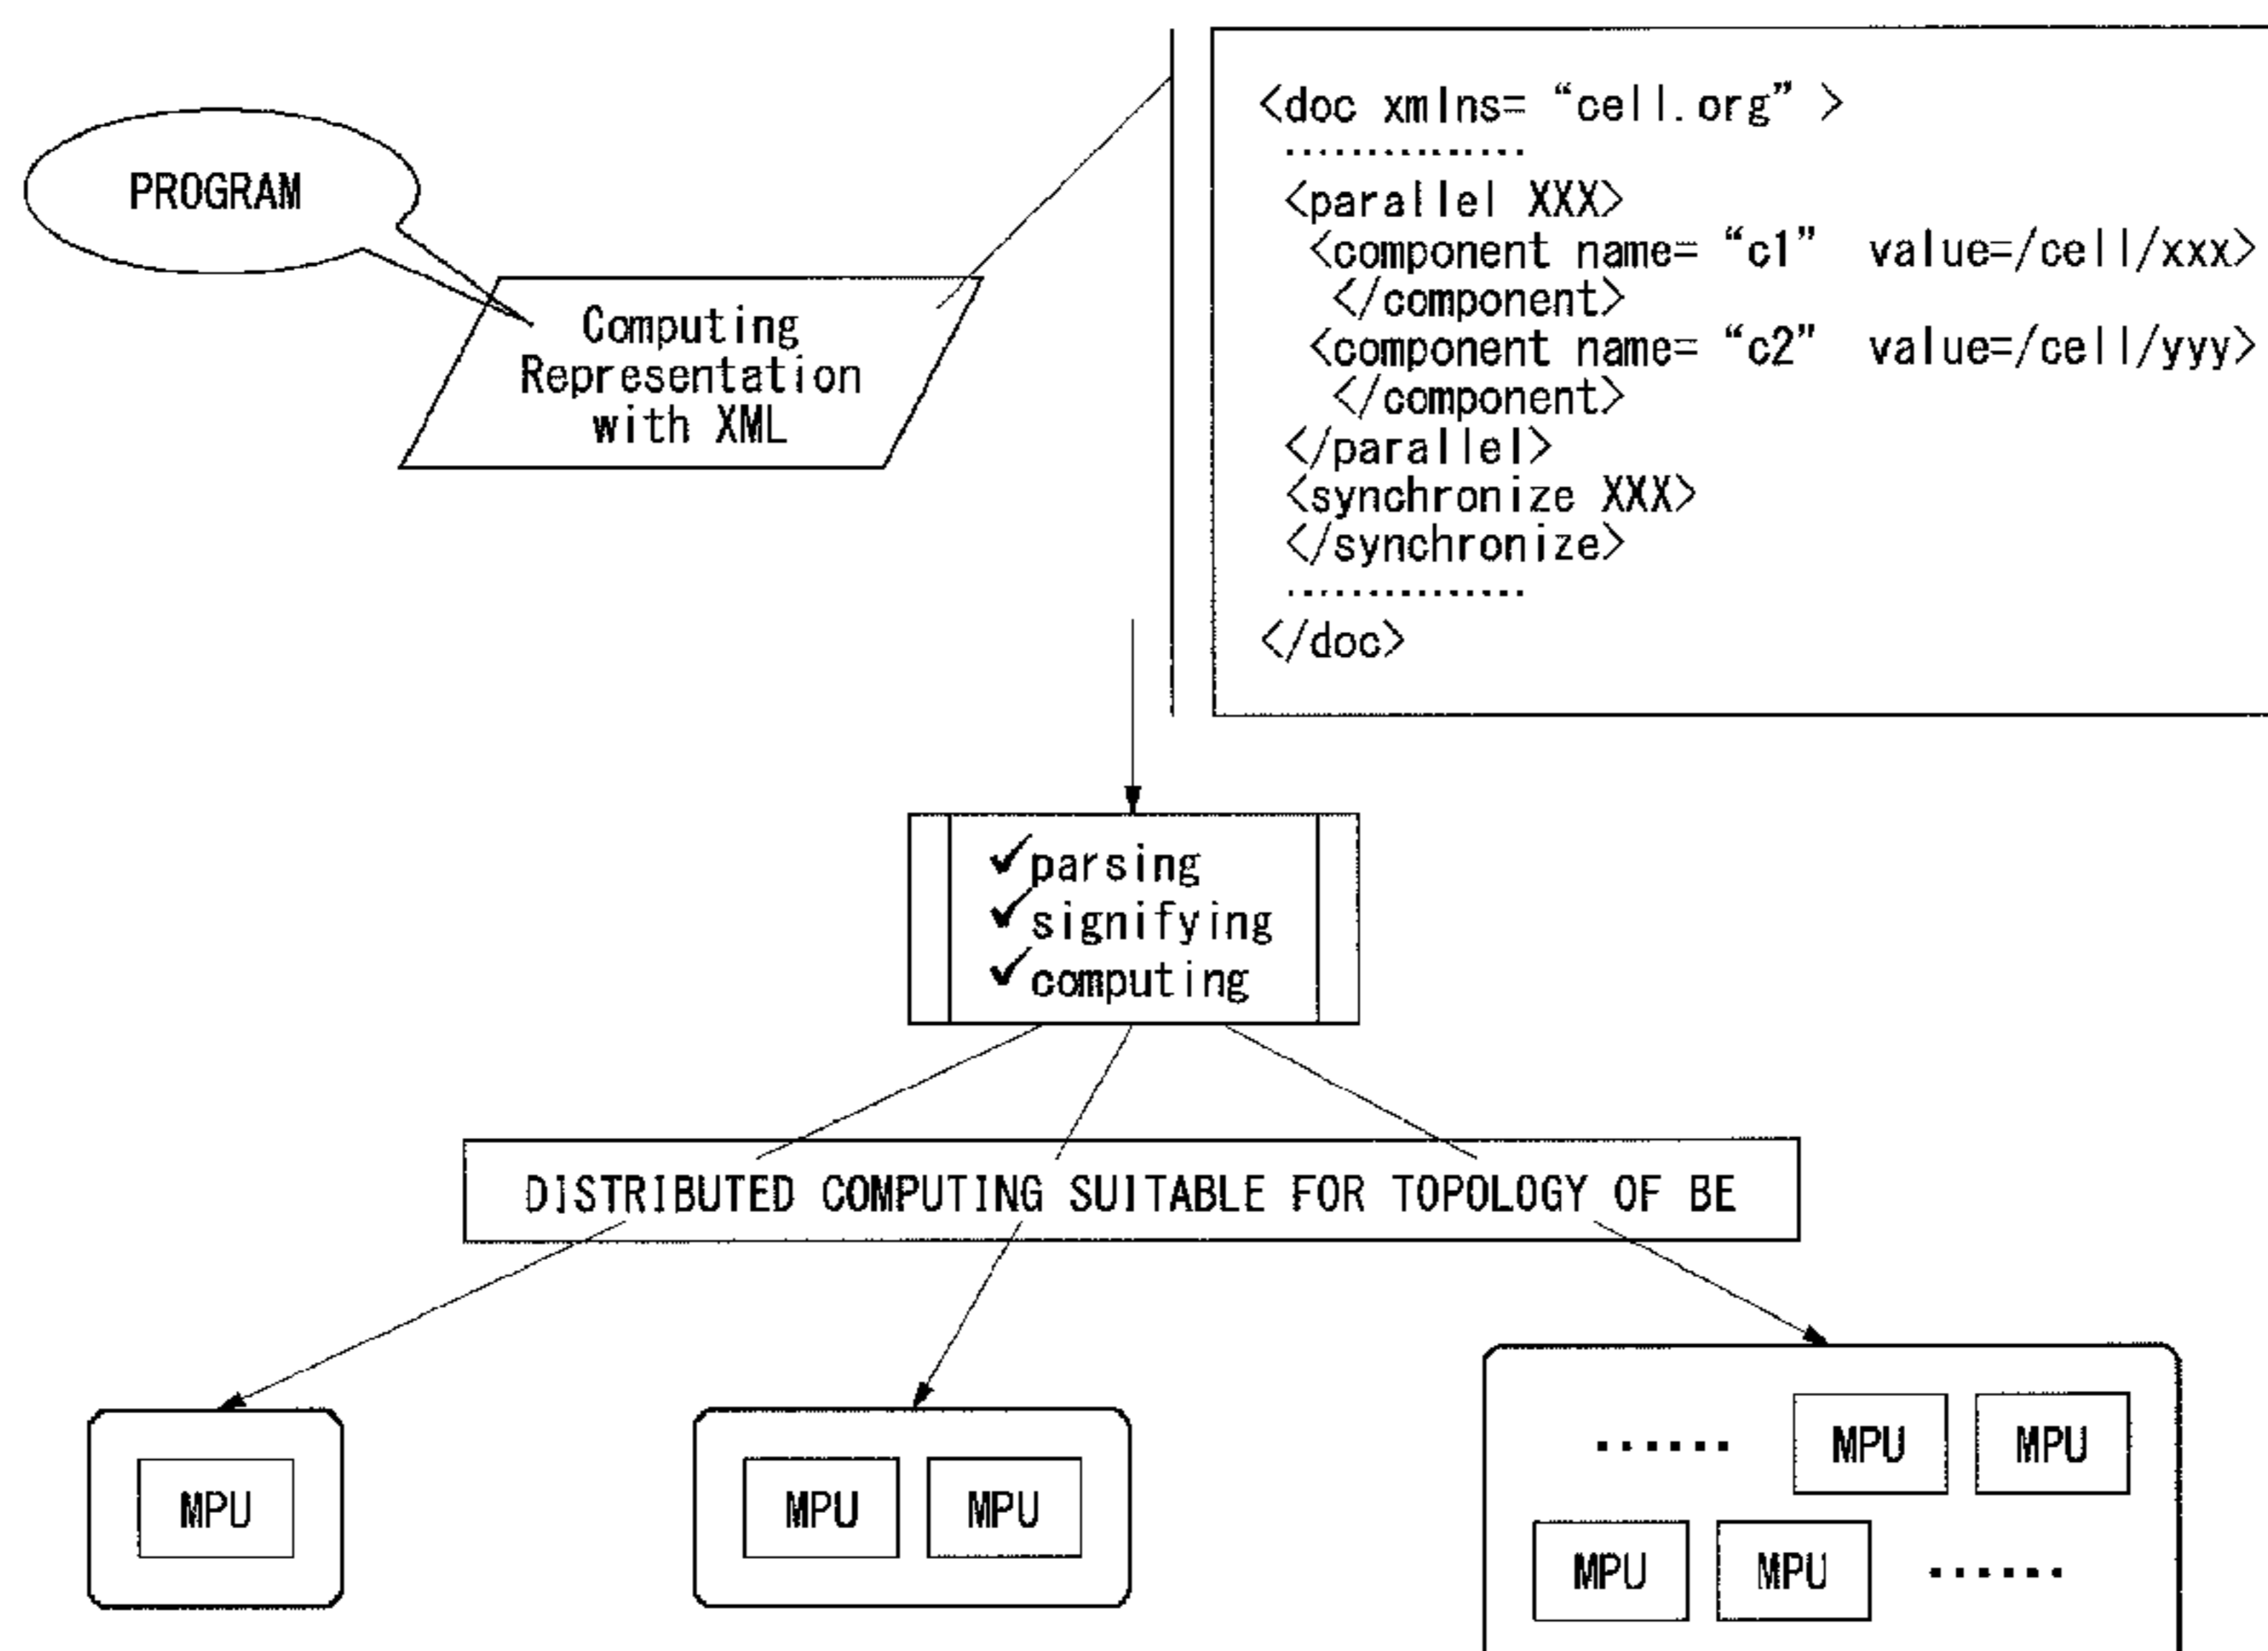 PROGRAM
Computing
Representation
with XML
<doc xmlns= “cell.org” >
...............
<parallel XXX>
<component name= “c1” value=/cell/xxx>
</component>
<component name= “c2” value=/cell/yyy>
</component>
</parallel>
<synchronize XXX>
</synchronize>
...............
</doc>
✓parsing
✓signifying
✓computing
DISTRIBUTED COMPUTING SUITABLE FOR TOPOLOGY OF BE
MPU
MPU MPU
...... MPU MPU
MPU MPU ......